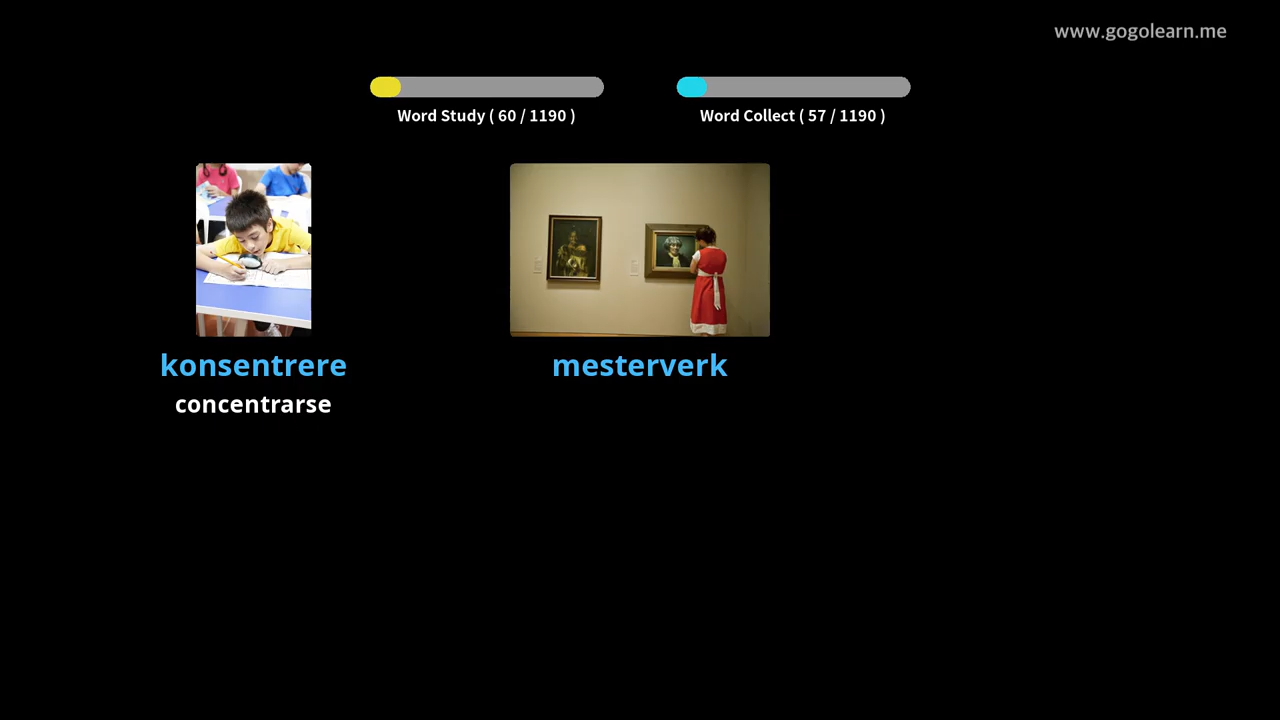 www.gogolearn.me
Word Study ( 60 / 1190 )
Word Collect ( 57 / 1190 )
konsentrere
mesterverk
concentrarse